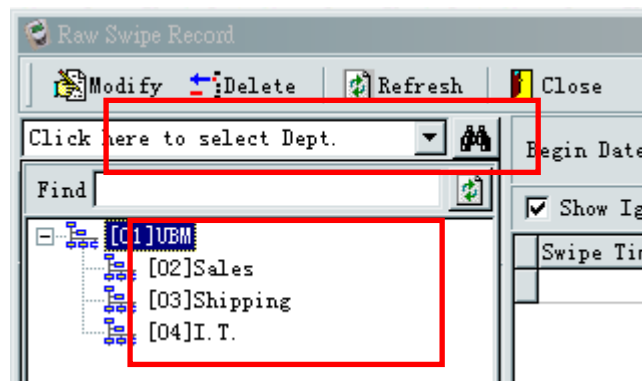 Raw Swipe Record
Modify Delete Refresh Close
Click here to select Dept.
Begin Date
Find
Show Ig
[01]UBM
Swipe Tim
[02]Sales
[03]Shipping
[04]I.T.